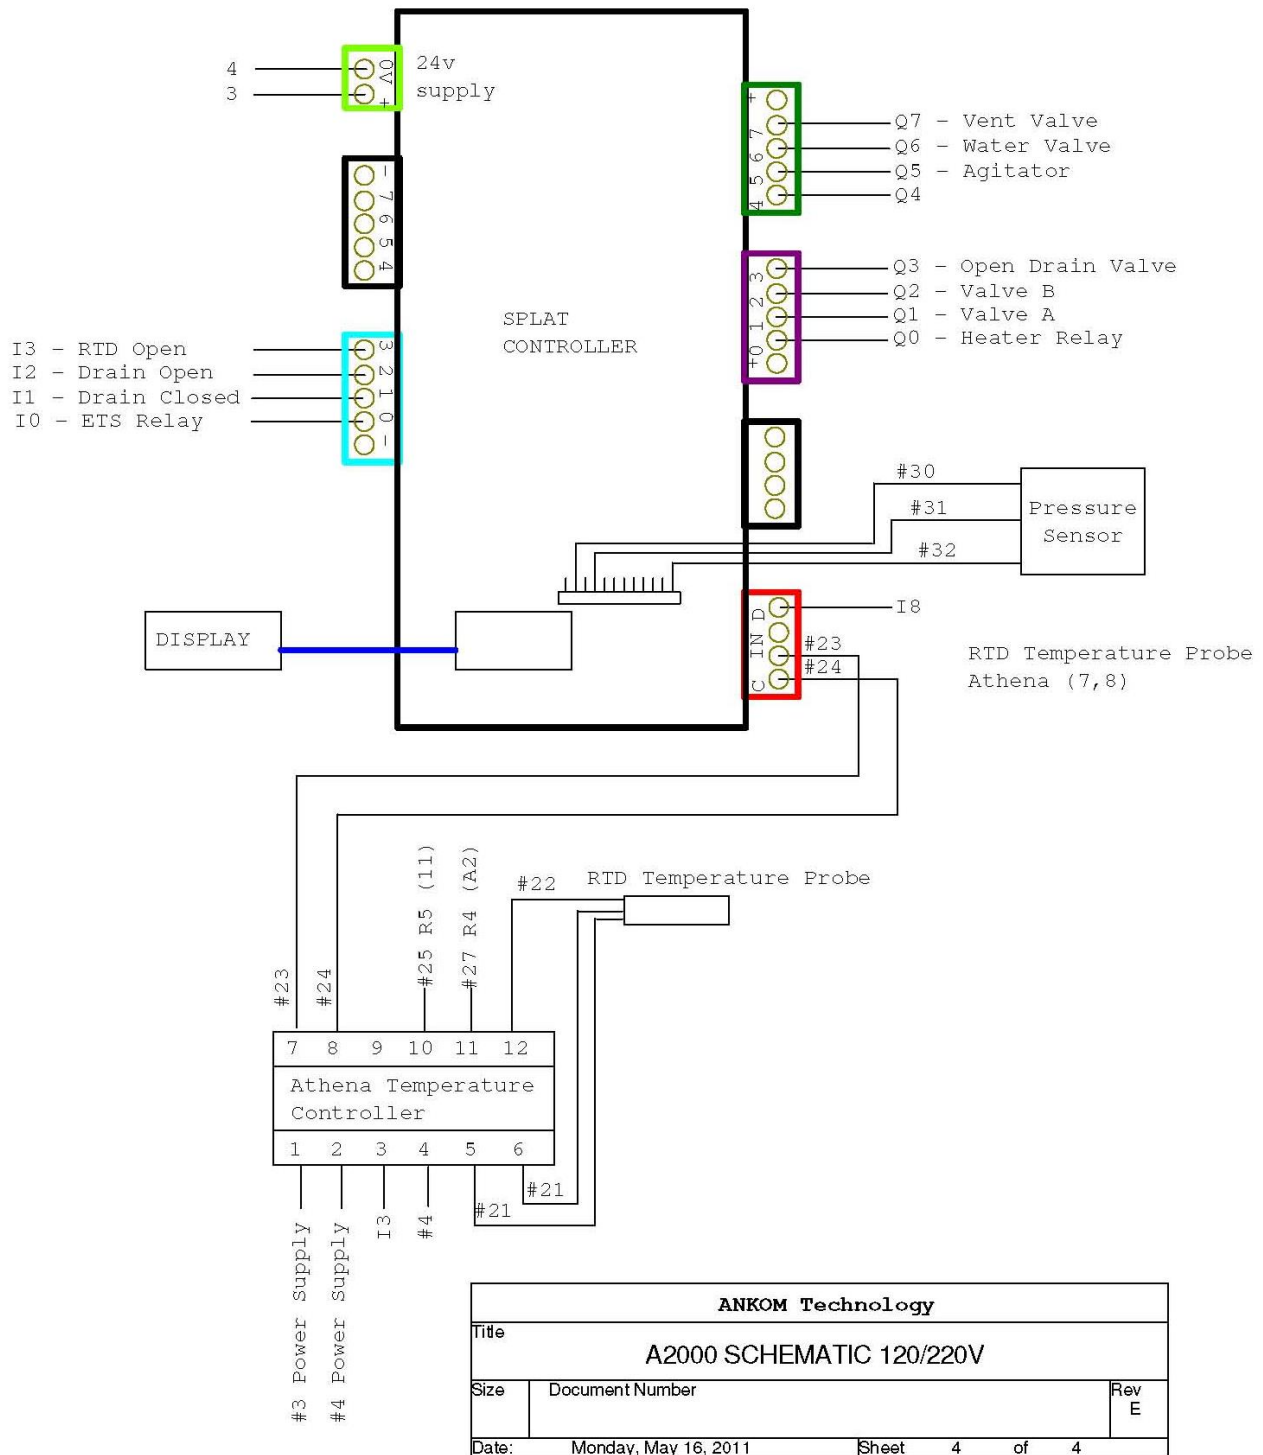 4
3
0V
+
24v
supply
-
7
6
5
4
I3 - RTD Open
I2 - Drain Open
I1 - Drain Closed
I0 - ETS Relay
3
2
1
0
-
SPLAT
CONTROLLER
+
7
6
5
4
Q7 - Vent Valve
Q6 - Water Valve
Q5 - Agitator
Q4
3
2
1
+0
Q3 - Open Drain Valve
Q2 - Valve B
Q1 - Valve A
Q0 - Heater Relay
#30
#31
#32
Pressure
Sensor
DISPLAY
D
IN
C
I8
#23
#24
RTD Temperature Probe
Athena (7,8)
#23
#24
#25 R5 (11)
#27 R4 (A2)
#22
RTD Temperature Probe
7 8 9 10 11 12
Athena Temperature
Controller
1 2 3 4 5 6
#3 Power Supply
#4 Power Supply
I3
#4
#21
#21
ANKOM Technology
Title
A2000 SCHEMATIC 120/220V
Size Document Number Rev
E
Date: Monday, May 16, 2011 Sheet 4 of 4